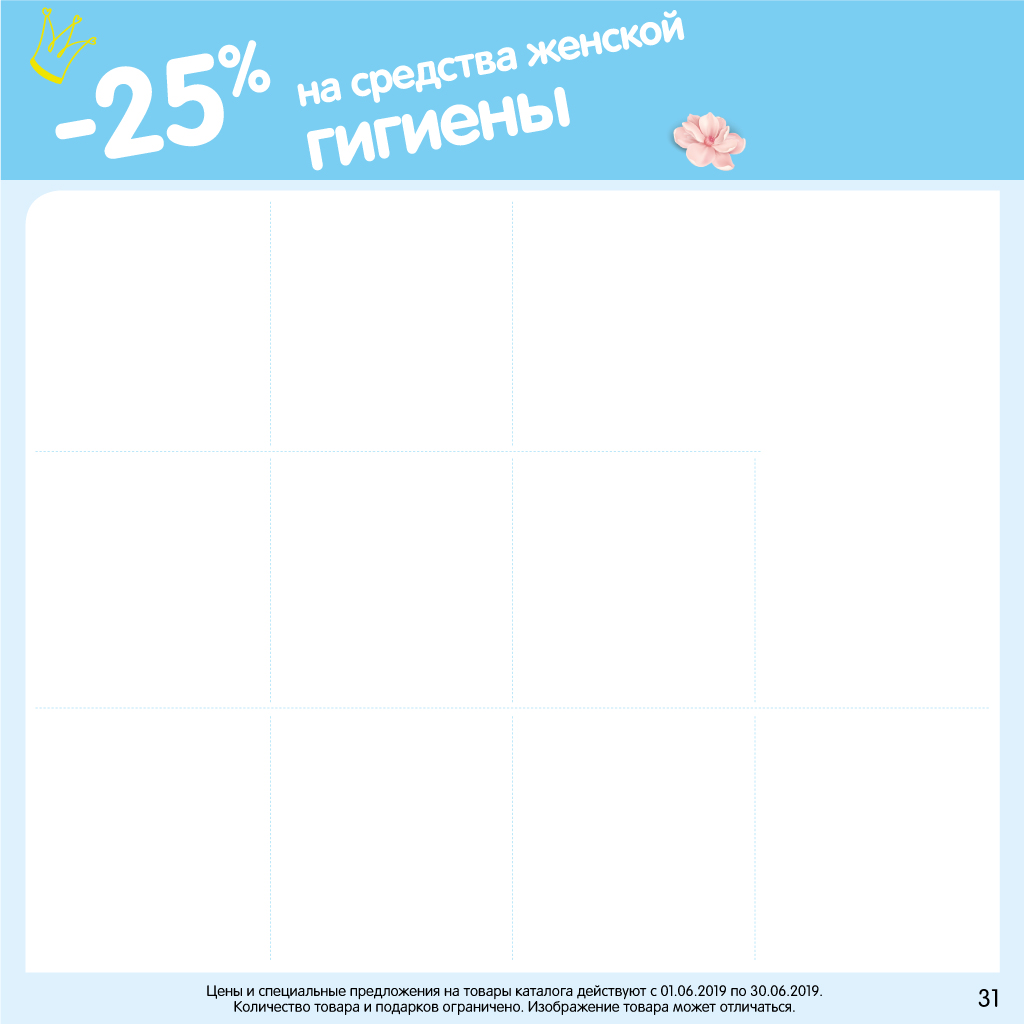 -25%
на средства женской
гигиены
Цены и специальные предложения на товары каталога действуют с 01.06.2019 по 30.06.2019.
Количество товара и подарков ограничено. Изображение товара может отличаться.
31